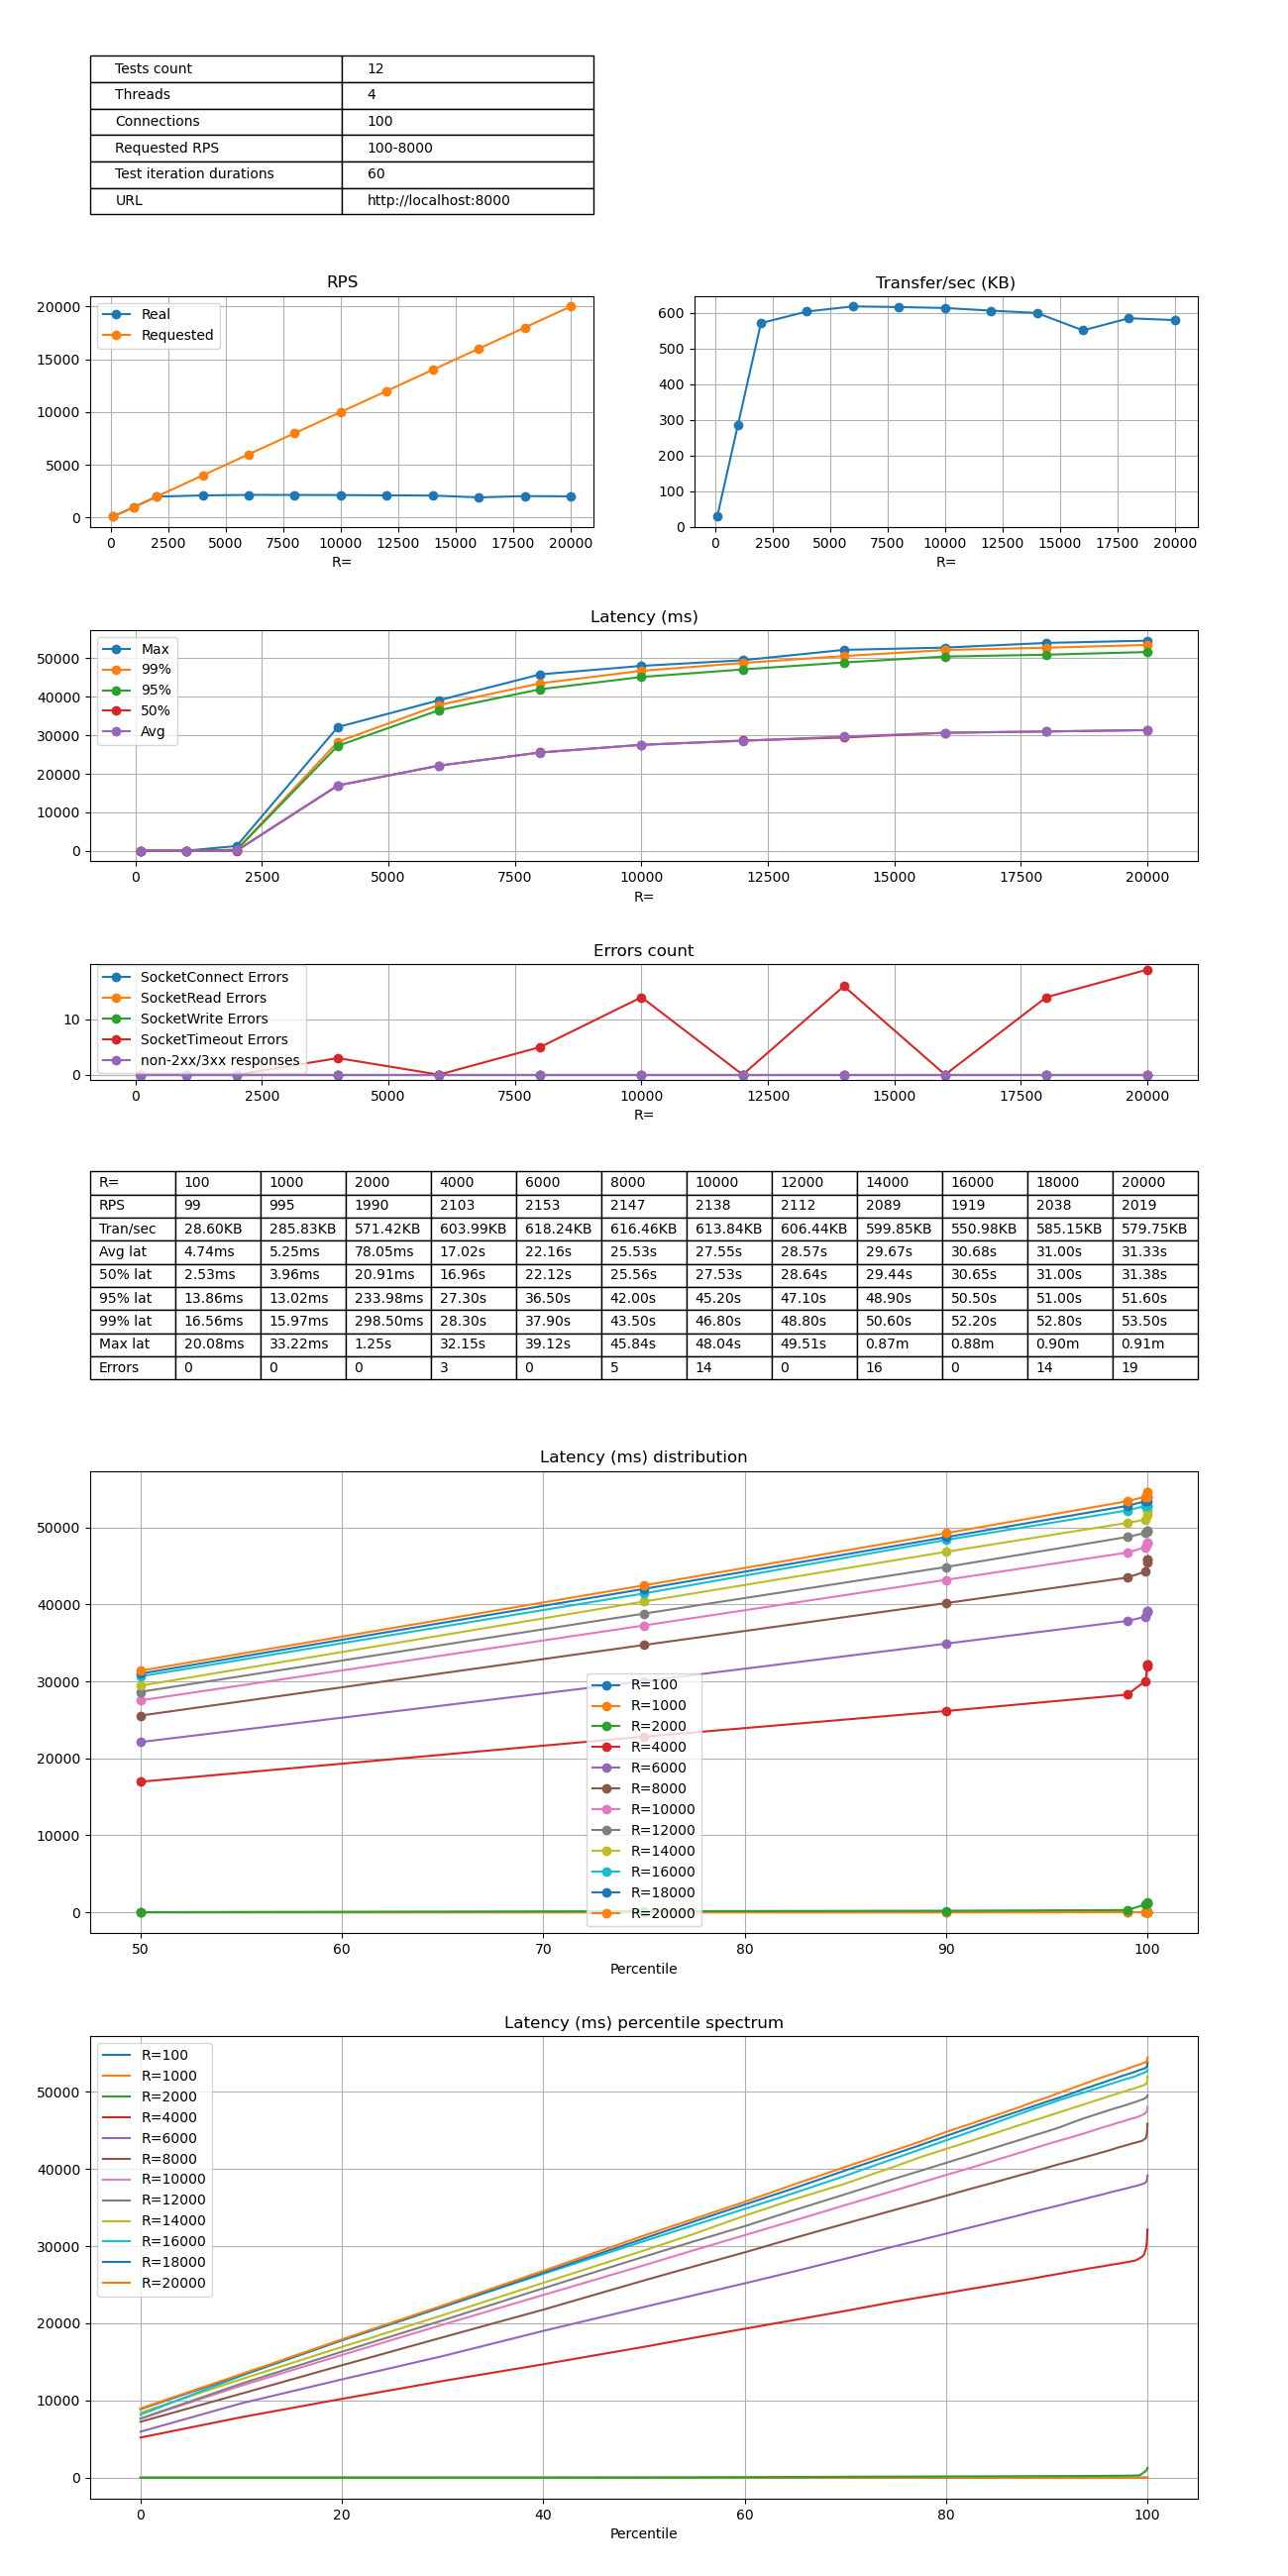 Tests count 12
Threads 4
Connections 100
Requested RPS 100-8000
Test iteration durations 60
URL http://localhost:8000
RPS
Real
Requested
20000
15000
10000
5000
0
0 2500 5000 7500 10000 12500 15000 17500 20000
R=
Transfer/sec (KB)
600
500
400
300
200
100
0
0 2500 5000 7500 10000 12500 15000 17500 20000
R=
Latency (ms)
Max
99%
95%
50%
Avg
50000
40000
30000
20000
10000
0
0 2500 5000 7500 10000 12500 15000 17500 20000
R=
Errors count
SocketConnect Errors
SocketRead Errors
SocketWrite Errors
SocketTimeout Errors
non-2xx/3xx responses
10
0
0 2500 5000 7500 10000 12500 15000 17500 20000
R=
R= 100 1000 2000 4000 6000 8000 10000 12000 14000 16000 18000 20000
RPS 99 995 1990 2103 2153 2147 2138 2112 2089 1919 2038 2019
Tran/sec 28.60KB 285.83KB 571.42KB 603.99KB 618.24KB 616.46KB 613.84KB 606.44KB 599.85KB 550.98KB 585.15KB 579.75KB
Avg lat 4.74ms 5.25ms 78.05ms 17.02s 22.16s 25.53s 27.55s 28.57s 29.67s 30.68s 31.00s 31.33s
50% lat 2.53ms 3.96ms 20.91ms 16.96s 22.12s 25.56s 27.53s 28.64s 29.44s 30.65s 31.00s 31.38s
95% lat 13.86ms 13.02ms 233.98ms 27.30s 36.50s 42.00s 45.20s 47.10s 48.90s 50.50s 51.00s 51.60s
99% lat 16.56ms 15.97ms 298.50ms 28.30s 37.90s 43.50s 46.80s 48.80s 50.60s 52.20s 52.80s 53.50s
Max lat 20.08ms 33.22ms 1.25s 32.15s 39.12s 45.84s 48.04s 49.51s 0.87m 0.88m 0.90m 0.91m
Errors 0 0 0 3 0 5 14 0 16 0 14 19
Latency (ms) distribution
50000
40000
30000
20000
10000
0
R=100
R=1000
R=2000
R=4000
R=6000
R=8000
R=10000
R=12000
R=14000
R=16000
R=18000
R=20000
50 60 70 80 90 100
Percentile
Latency (ms) percentile spectrum
R=100
R=1000
R=2000
R=4000
R=6000
R=8000
R=10000
R=12000
R=14000
R=16000
R=18000
R=20000
50000
40000
30000
20000
10000
0
0 20 40 60 80 100
Percentile